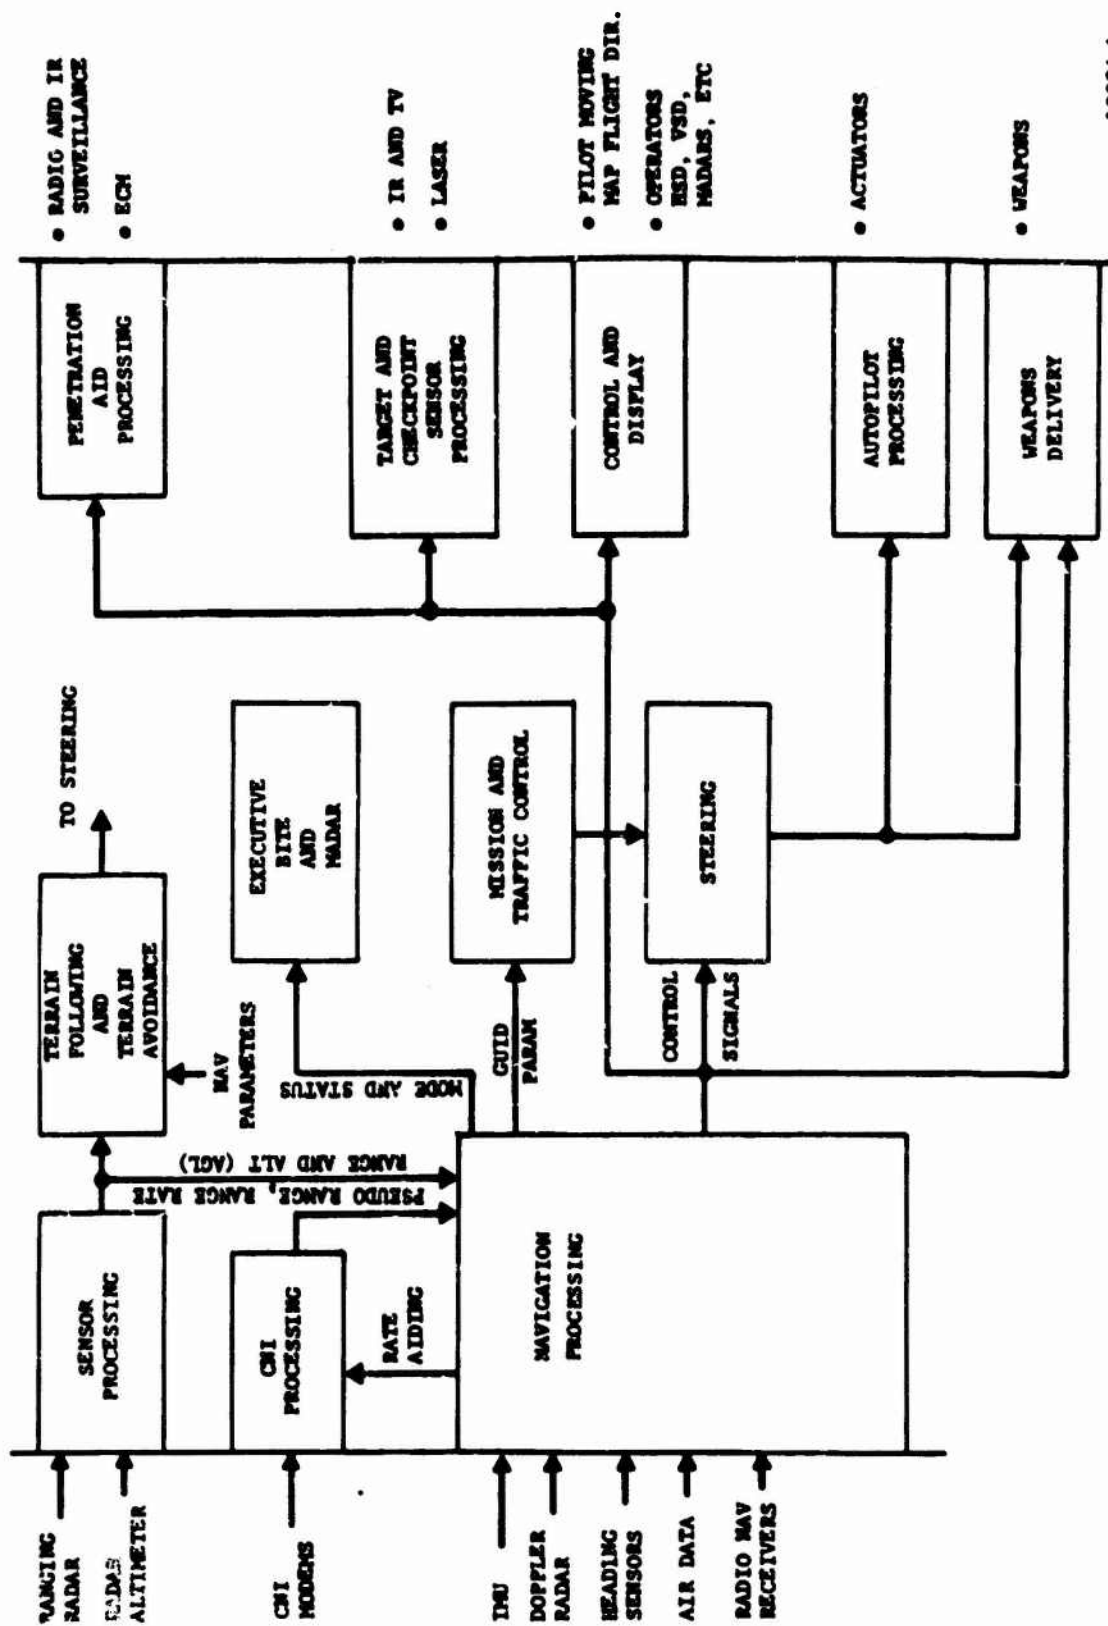 RANGING
RADAR
RADAR
ALTIMETER
CNI
MODEMS
IMU
DOPPLER
RADAR
HEADING
SENSORS
AIR DATA
RADIO NAV
RECEIVERS
SENSOR
PROCESSING
CNI
PROCESSING
RATE
AIDING
NAVIGATION
PROCESSING
RANGE AND ALT (AGL)
PSEUDO RANGE, RANGE RATE
TERRAIN
FOLLOWING
AND
TERRAIN
AVOIDANCE
NAV
PARAMETERS
MODE AND STATUS
GUID
PARAM
CONTROL
SIGNALS
TO STEERING
EXECUTIVE
BITE
AND
MADAR
MISSION AND
TRAFFIC CONTROL
STEERING
PENETRATION
AID
PROCESSING
TARGET AND
CHECKPOINT
SENSOR
PROCESSING
CONTROL AND
DISPLAY
AUTOPILOT
PROCESSING
WEAPONS
DELIVERY
• RADIO AND IR
SURVEILLANCE
• ECM
• IR AND TV
• LASER
• PILOT MOVING
MAP FLIGHT DIR.
• OPERATORS
HSD, VSD,
MADARS, ETC
• ACTUATORS
• WEAPONS